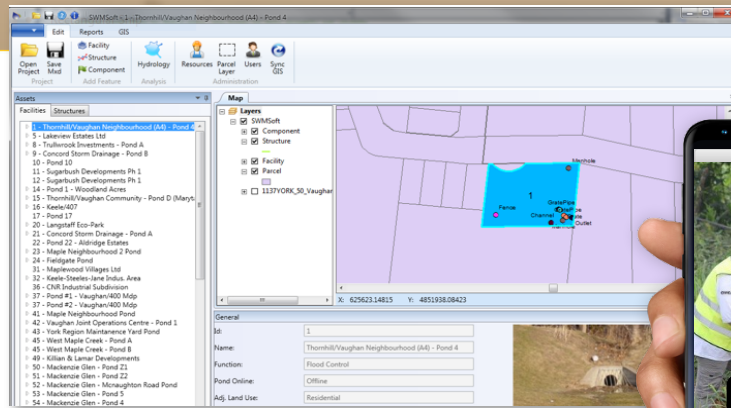 SWMSoft - 1 - Thornhill/Vaughan Neighbourhood (A4) - Pond 4
Edit Reports GIS
Open Project
Save Mxd
Project
Facility
Structure
Component
Add Feature
Hydrology
Analysis
Resources
Parcel Layer
Users
Sync GIS
Administration
Assets
Facilities Structures
1 - Thornhill/Vaughan Neighbourhood (A4) - Pond 4
5 - Lakeview Estates Ltd
8 - Trullwrook Investments - Pond A
9 - Concord Storm Drainage - Pond B
10 - Pond 10
11 - Sugarbush Developments Ph 1
12 - Sugarbush Developments Ph 1
14 - Pond 1 - Woodland Acres
15 - Thornhill/Vaughan Community - Pond D (Maryt
16 - Keele/407
17 - Pond 17
20 - Langstaff Eco-Park
21 - Concord Storm Drainage - Pond A
22 - Pond 22 - Aldridge Estates
23 - Maple Neighbourhood 2 Pond
24 - Fieldgate Pond
31 - Maplewood Villages Ltd
32 - Keele-Steeles-Jane Indus. Area
36 - CNR Industrial Subdivision
37 - Pond #1 - Vaughan/400 Mdp
37 - Pond #2 - Vaughan/400 Mdp
41 - Maple Neighbourhood Pond
42 - Vaughan Joint Operations Centre - Pond 1
43 - York Region Maintanence Yard Pond
45 - West Maple Creek - Pond A
45 - West Maple Creek - Pond B
49 - Killian & Lamar Developments
50 - Mackenzie Glen - Pond Z1
51 - Mackenzie Glen - Pond Z2
52 - Mackenzie Glen - Mcnaughton Road Pond
53 - Mackenzie Glen - Pond 5
54 - Mackenzie Glen - Pond 4
Map
Layers
SWMSoft
Component
Structure
Facility
Parcel
1137YORK_50_Vaughar
Manhole
1
Fence
GratePipe
Channel
Outlet
X: 625623.14815 Y: 4851938.08423
General
Id: 1
Name: Thornhill/Vaughan Neighbourhood (A4) - Pond 4
Function: Flood Control
Pond Online: Offline
Adj. Land Use: Residential